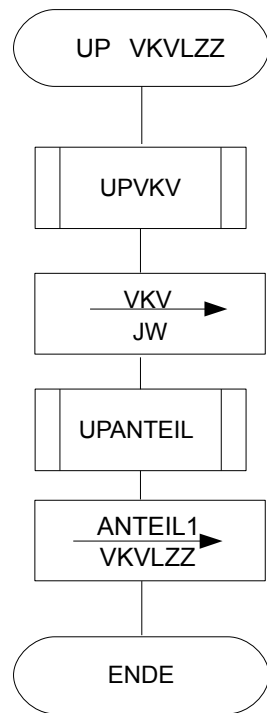 UP VKVLZZ
UPVKV
VKV
JW
UPANTEIL
ANTEIL1
VKVLZZ
ENDE